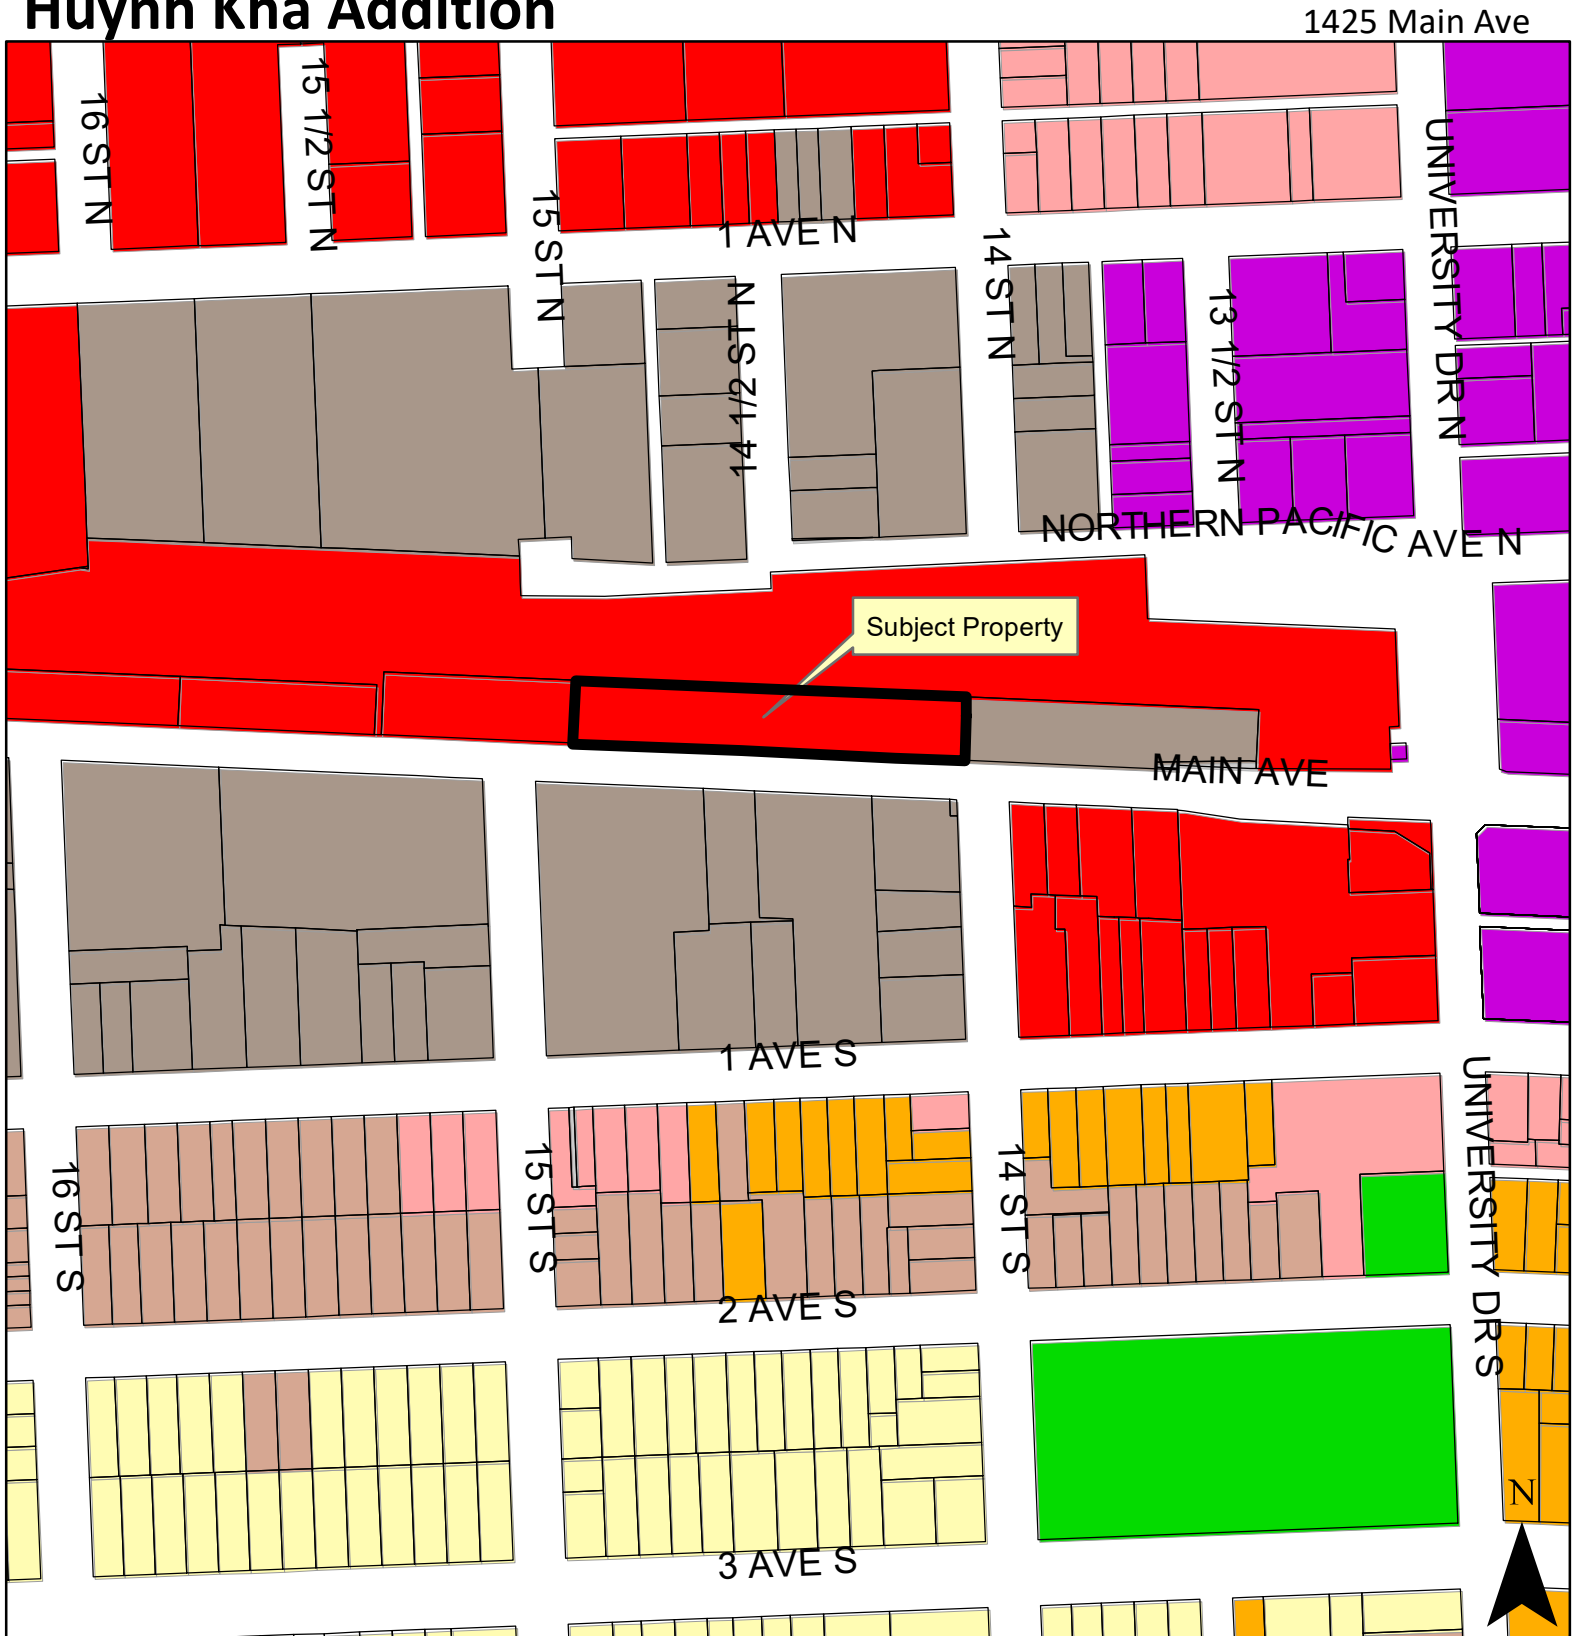 Huynh Kha Addition
1425 Main Ave
16 ST N
15 1/2 ST N
15 ST N
1 AVE N
14 1/2 ST N
14 ST N
13 1/2 ST N
UNIVERSITY DR N
NORTHERN PACIFIC AVE N
Subject Property
MAIN AVE
1 AVE S
16 ST S
15 ST S
14 ST S
UNIVERSITY DR S
2 AVE S
3 AVE S
N